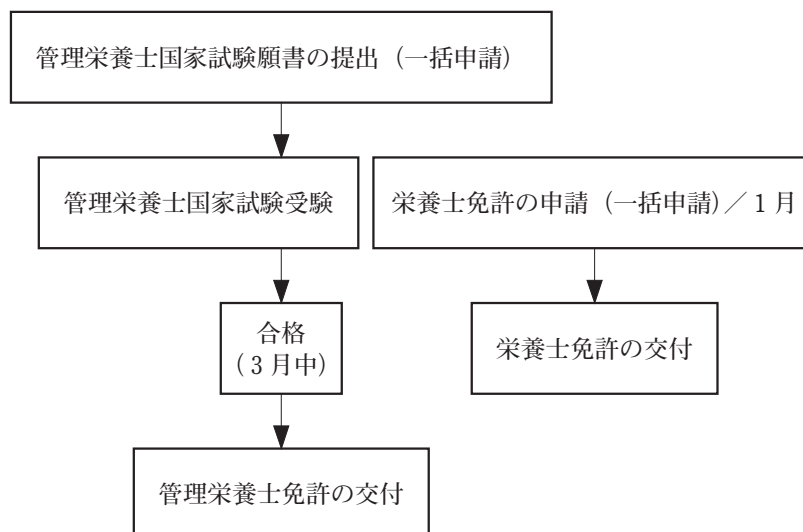 管理栄養士国家試験願書の提出（一括申請）
管理栄養士国家試験受験
栄養士免許の申請（一括申請）／1月
合格
（3月中）
栄養士免許の交付
管理栄養士免許の交付